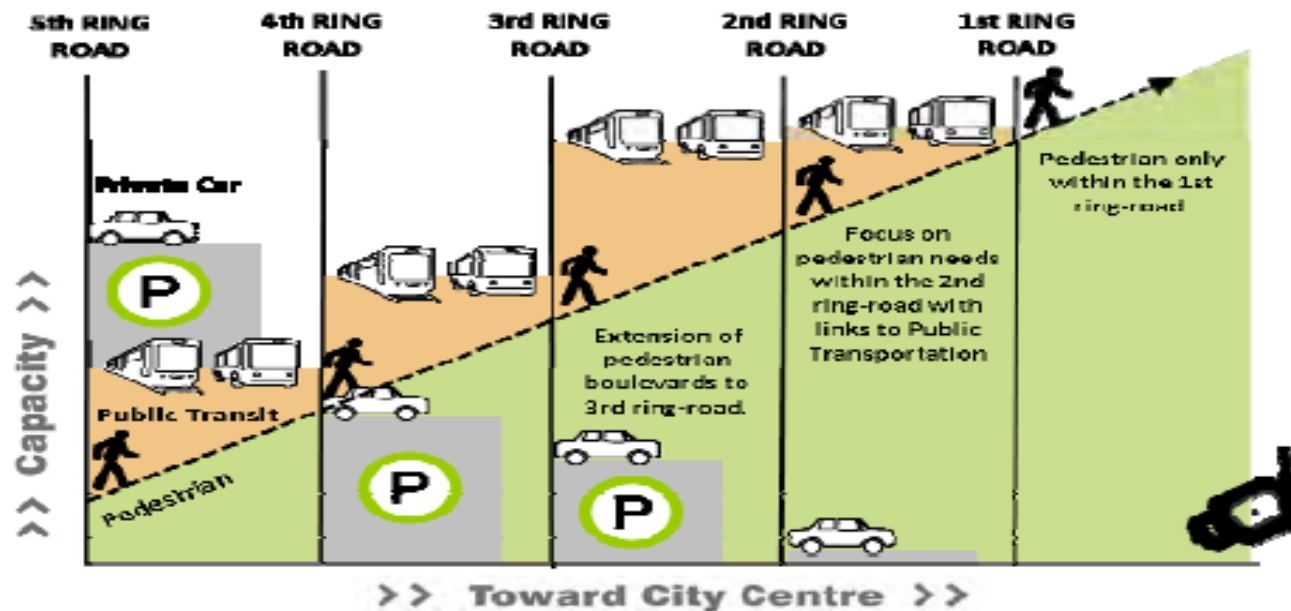 5th RING
ROAD
4th RING
ROAD
3rd RING
ROAD
2nd RING
ROAD
1st RING
ROAD
Private Car
P
Public Transit
Pedestrian
P
Extension of
pedestrian
boulevards to
3rd ring-road.
P
Focus on
pedestrian needs
within the 2nd
ring-road with
links to Public
Transportation
Pedestrian only
within the 1st
ring-road
>> Capacity >>
>> Toward City Centre >>